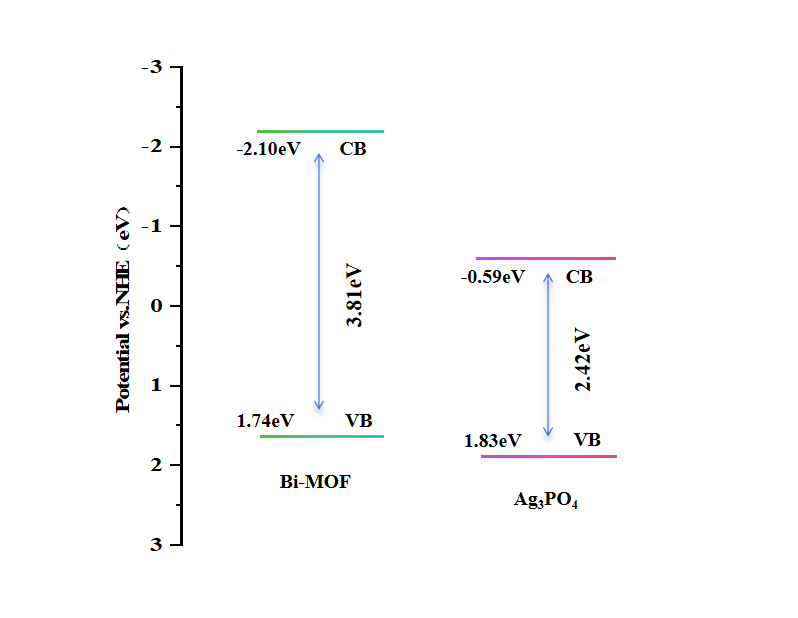 -3
-2
-1
0
1
2
3
Potential vs.NHE (eV)
-2.10eV CB
3.81eV
1.74eV VB
Bi-MOF
-0.59eV CB
2.42eV
1.83eV VB
Ag₃PO₄